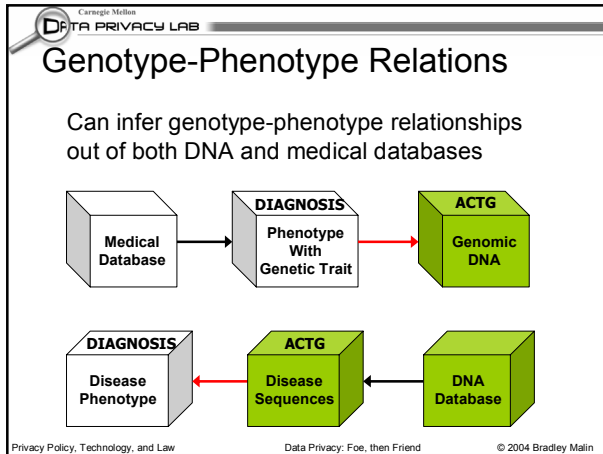 Carnegie Mellon
DATA PRIVACY LAB
Genotype-Phenotype Relations
Can infer genotype-phenotype relationships
out of both DNA and medical databases
Medical
Database
DIAGNOSIS
Phenotype
With
Genetic Trait
ACTG
Genomic
DNA
DIAGNOSIS
Disease
Phenotype
ACTG
Disease
Sequences
DNA
Database
Privacy Policy, Technology, and Law
Data Privacy: Foe, then Friend
© 2004 Bradley Malin